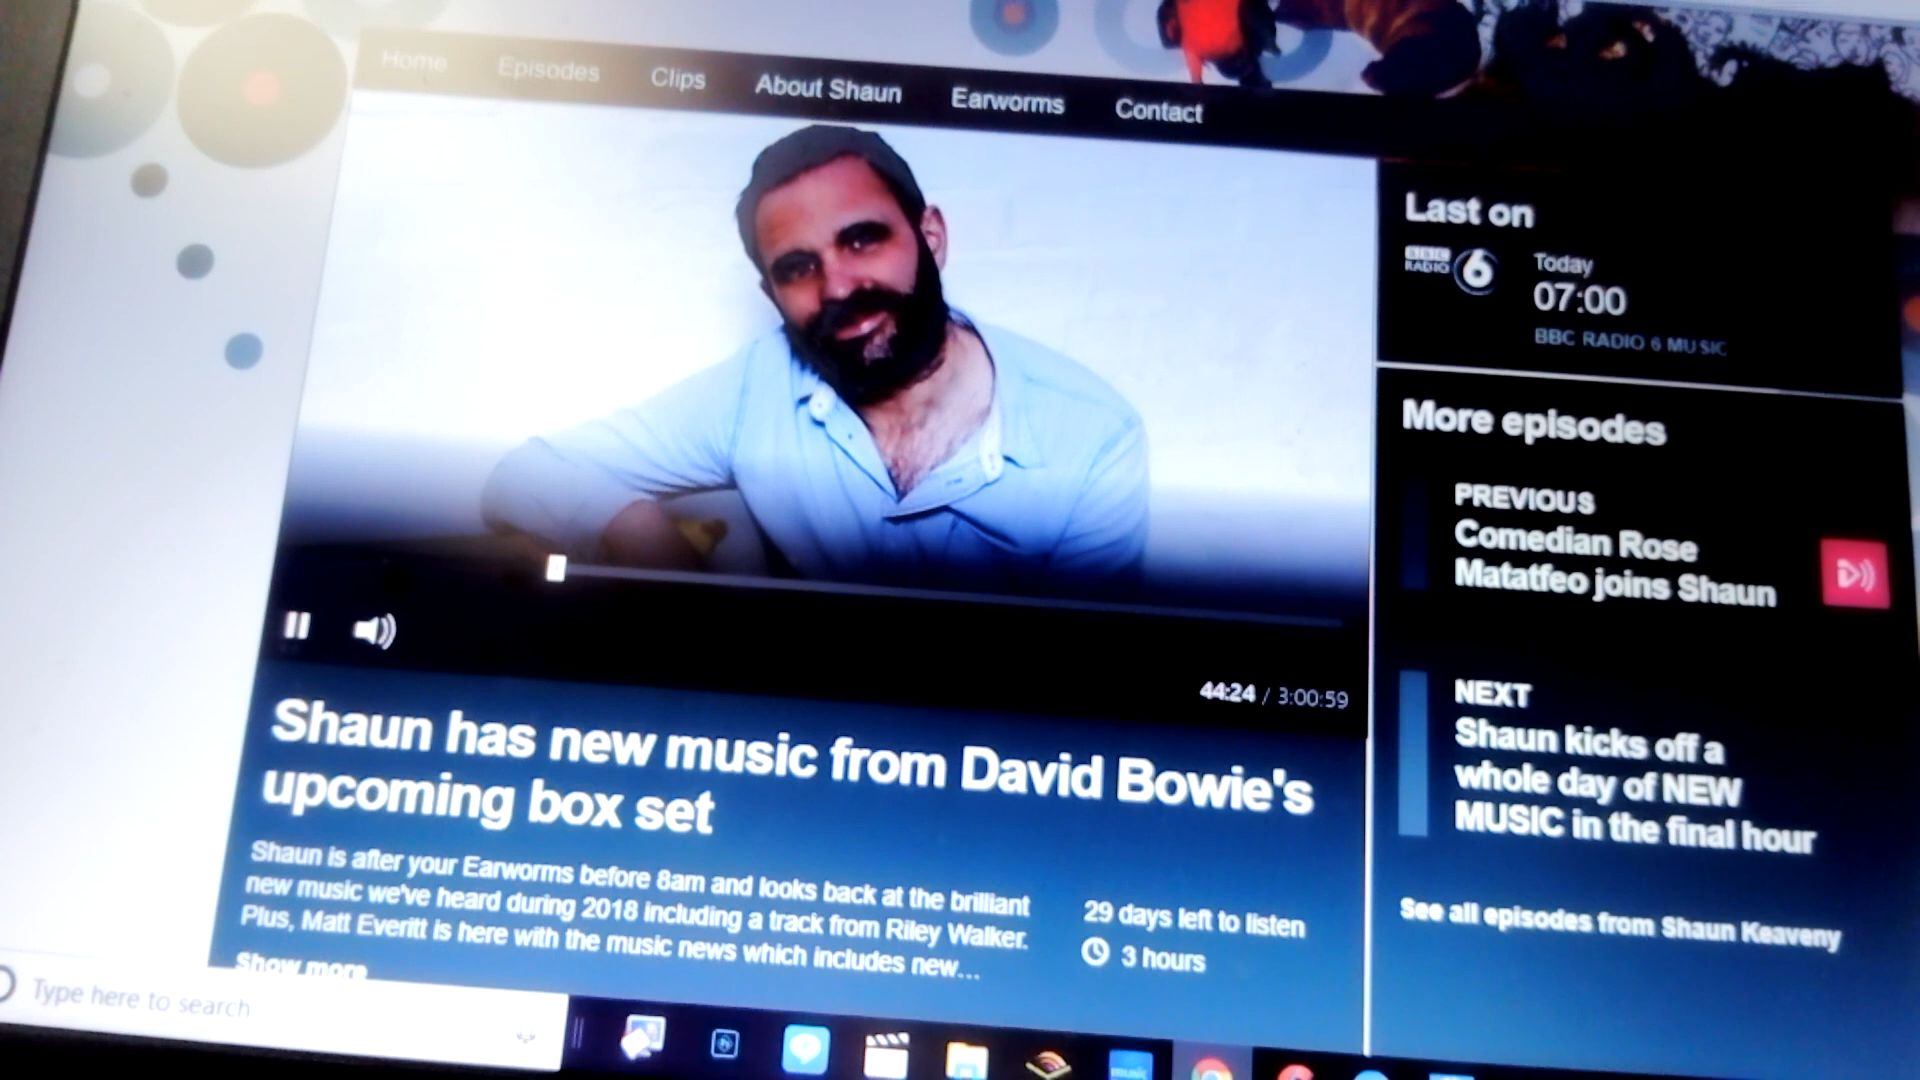 Home Episodes Clips About Shaun Earworms Contact
Last on
BBC
RADIO 6
Today
07:00
BBC RADIO 6 MUSIC
More episodes
PREVIOUS
Comedian Rose
Matatfeo joins Shaun
NEXT
Shaun kicks off a
whole day of NEW
MUSIC in the final hour
See all episodes from Shaun Keaveny
44:24 / 3:00:59
Shaun has new music from David Bowie's
upcoming box set
Shaun is after your Earworms before 8am and looks back at the brilliant
new music we've heard during 2018 including a track from Riley Walker.
Plus, Matt Everitt is here with the music news which includes new...
Show more
29 days left to listen
3 hours
Type here to search
music